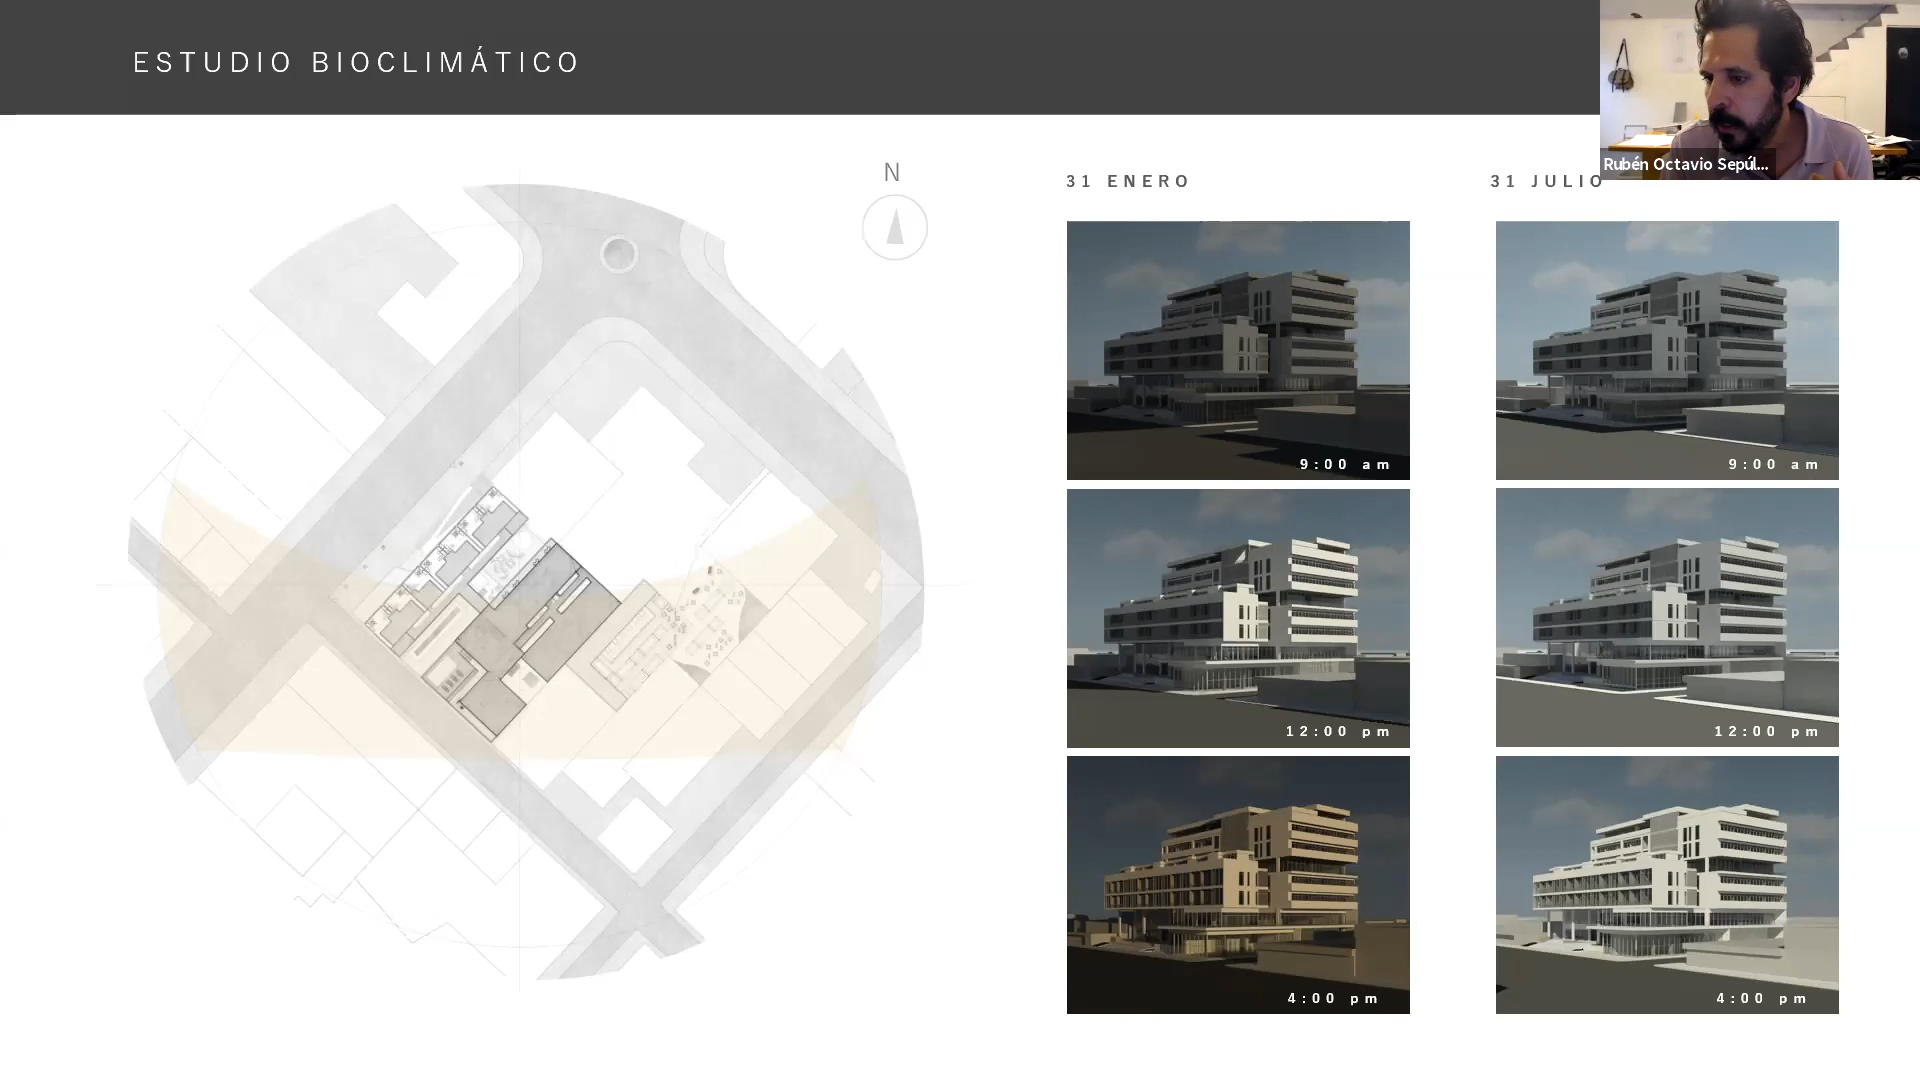 ESTUDIO BIOCLIMÁTICO
Rubén Octavio Sepúl...
N
31 ENERO
31 JULIO
9:00 am
9:00 am
12:00 pm
12:00 pm
4:00 pm
4:00 pm